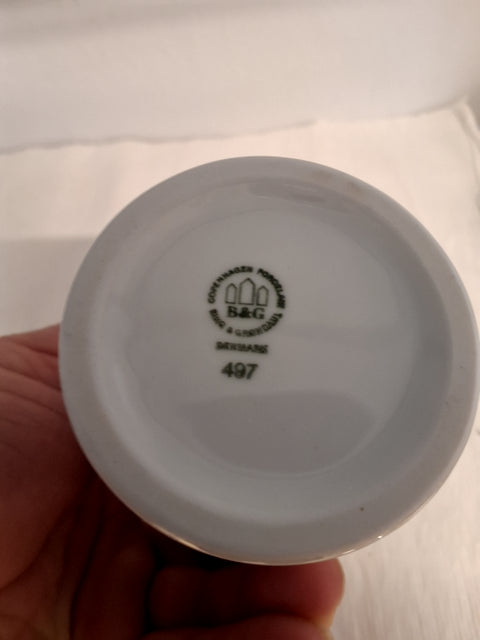 COPENHAGEN PORCELAIN
B&G
BING & GRØNDAHL
DENMARK
497